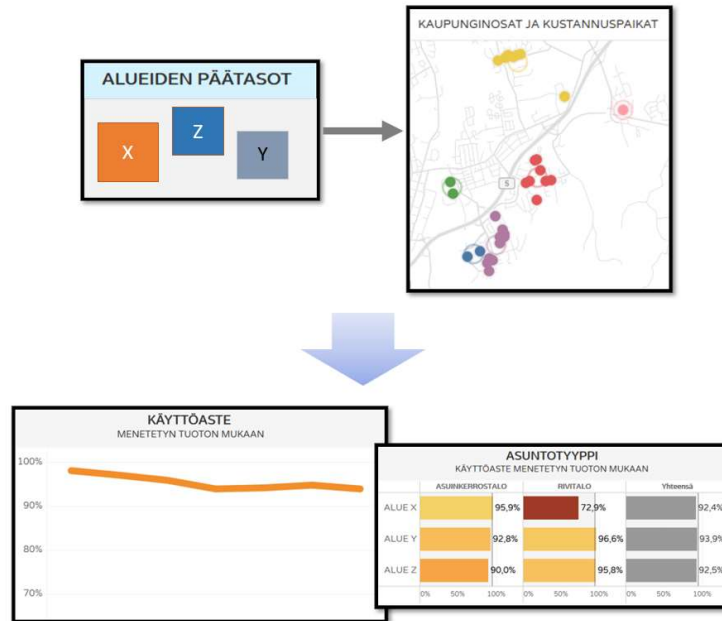 ALUEIDEN PÄÄTASOT
X
Z
Y
KAUPUNGINOSAT JA KUSTANNUSPAIKAT
5
KÄYTTÖASTE
MENETETYN TUOTON MUKAAN
100%
90%
80%
70%
ASUNTOTYYPPI
KÄYTTÖASTE MENETETYN TUOTON MUKAAN
ASUINKERROSTALO RIVITALO Yhteensä
ALUE X 95,9% 72,9% 92,4%
ALUE Y 92,8% 96,6% 93,9%
ALUE Z 90,0% 95,8% 92,5%
0% 50% 100% 0% 50% 100% 0% 50% 100%